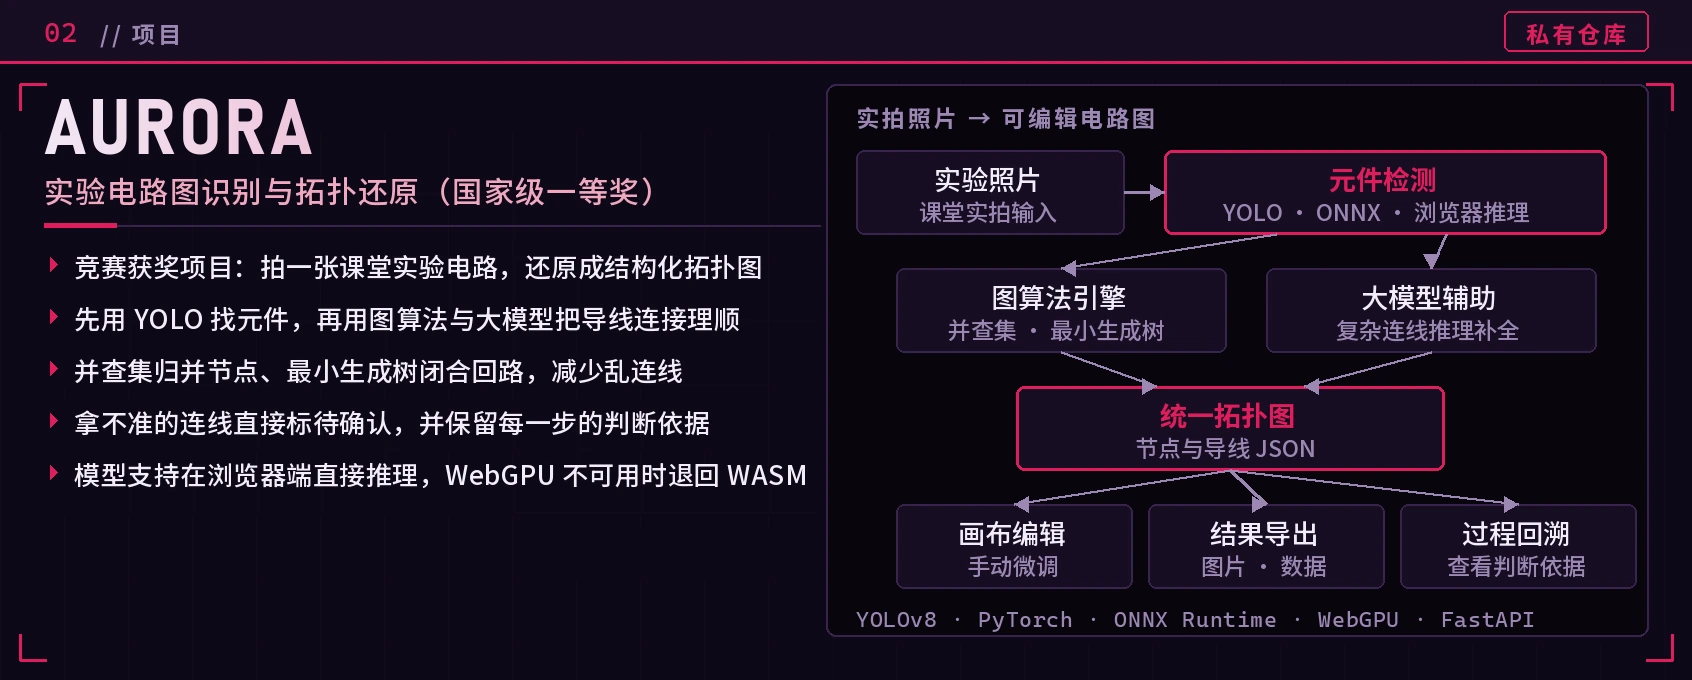 02 // 项目
私有仓库
AURORA
实验电路图识别与拓扑还原（国家级一等奖）
竞赛获奖项目：拍一张课堂实验电路，还原成结构化拓扑图
先用 YOLO 找元件，再用图算法与大模型把导线连接理顺
并查集归并节点、最小生成树闭合回路，减少乱连线
拿不准的连线直接标待确认，并保留每一步的判断依据
模型支持在浏览器端直接推理，WebGPU 不可用时退回 WASM
实拍照片 → 可编辑电路图
实验照片
课堂实拍输入
元件检测
YOLO · ONNX · 浏览器推理
图算法引擎
并查集 · 最小生成树
大模型辅助
复杂连线推理补全
统一拓扑图
节点与导线 JSON
画布编辑
手动微调
结果导出
图片 · 数据
过程回溯
查看判断依据
YOLOv8 · PyTorch · ONNX Runtime · WebGPU · FastAPI